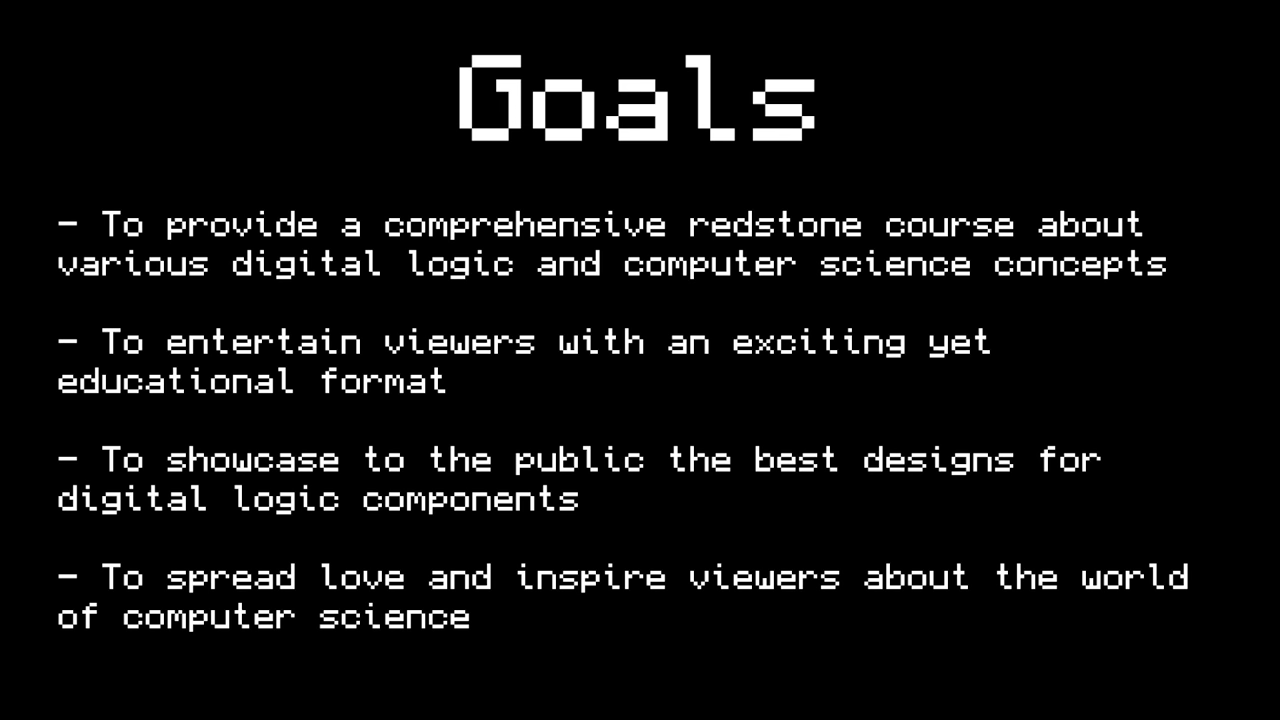 Goals
- To provide a comprehensive redstone course about
various digital logic and computer science concepts
- To entertain viewers with an exciting yet
educational format
- To showcase to the public the best designs for
digital logic components
- To spread love and inspire viewers about the world
of computer science